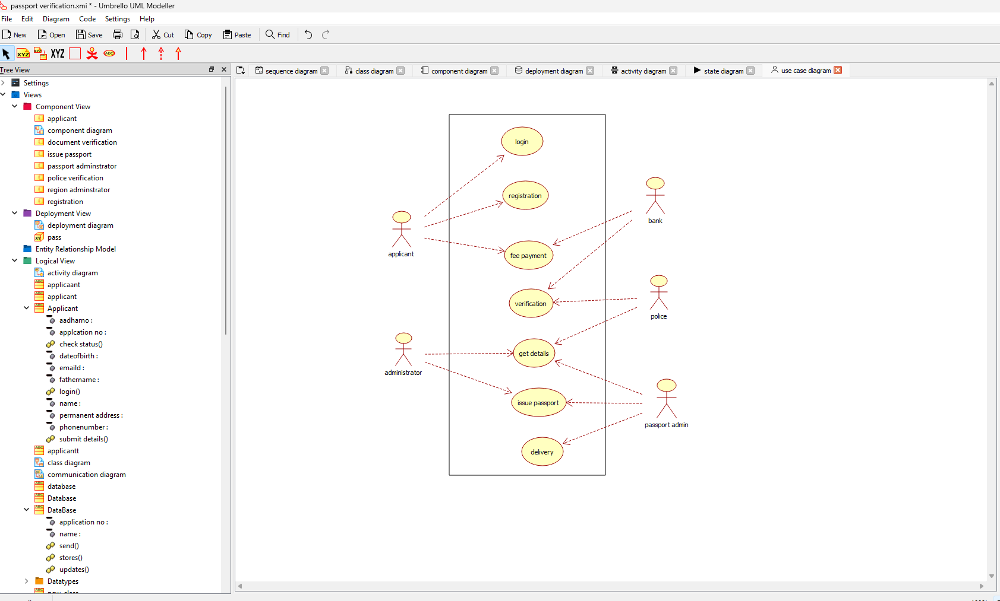 passport verification.xmi * - Umbrello UML Modeller
File Edit Diagram Code Settings Help
New Open Save Cut Copy Paste Find
XYZ XYZ XYZ ABC
Tree View
sequence diagram class diagram component diagram deployment diagram activity diagram state diagram use case diagram
Settings
Views
Component View
applicant
component diagram
document verification
issue passport
passport adminstrator
police verification
region adminstrator
registration
Deployment View
deployment diagram
pass
Entity Relationship Model
Logical View
activity diagram
applicaant
applicant
Applicant
aadharno :
applcation no :
check status()
dateofbirth :
emaild :
fathername :
login()
name :
permanent address :
phonenumber :
submit details()
applicantt
class diagram
communication diagram
database
Database
DataBase
application no :
name :
send()
stores()
updates()
Datatypes
new_class
login
registration
bank
applicant
fee payment
verification
police
get details
administrator
issue passport
passport admin
delivery